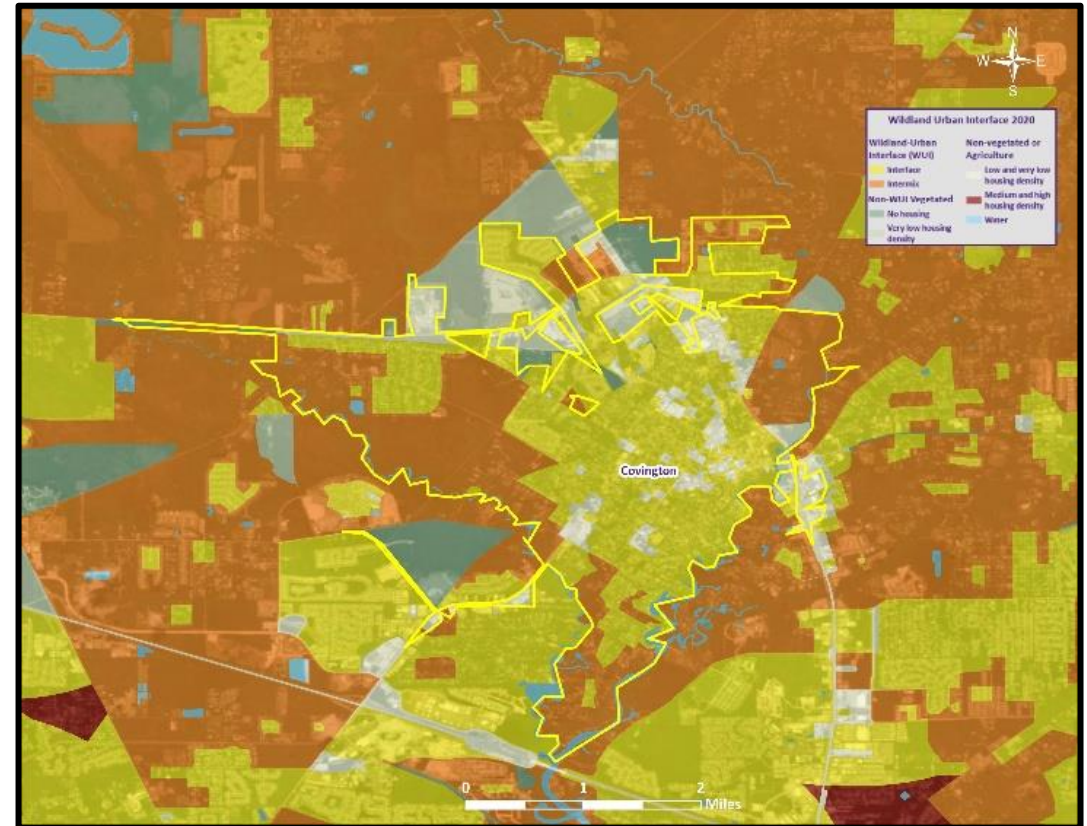 N
W E
S
Wildland Urban Interface 2020
Wildland-Urban
Interface (WUI)
Interface
Intermix
Non-WUI Vegetated
No housing
Very low housing
density
Non-vegetated or
Agriculture
Low and very low
housing density
Medium and high
housing density
Water
Covington
0 1 2
Miles